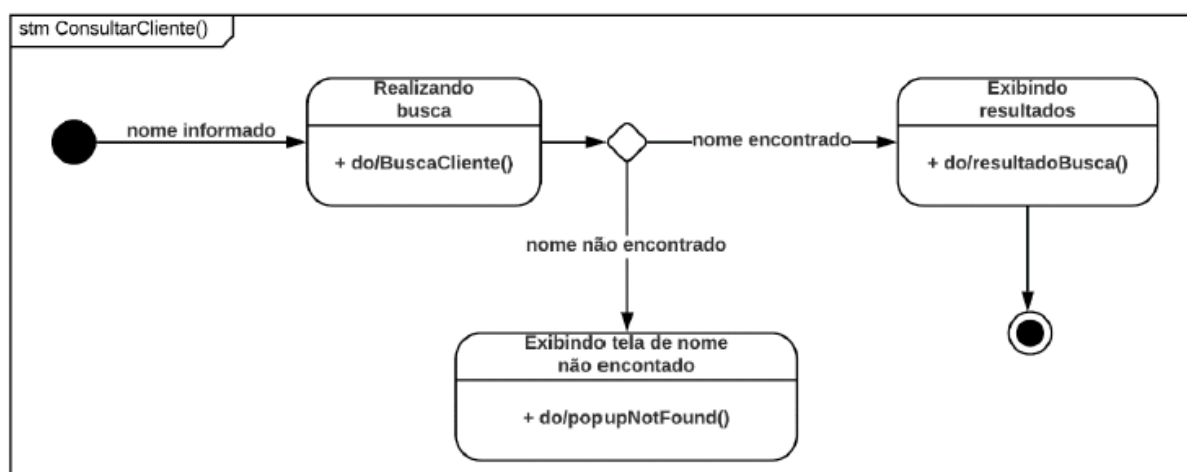 stm ConsultarCliente()
nome informado
Realizando
busca
+ do/BuscaCliente()
nome encontrado
Exibindo
resultados
+ do/resultadoBusca()
nome não encontrado
Exibindo tela de nome
não encontado
+ do/popupNotFound()